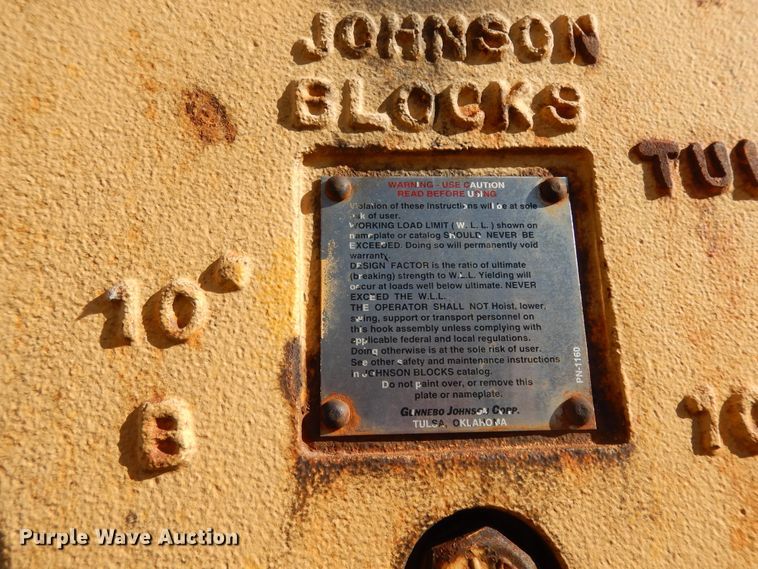 JOHNSON
BLOCKS
TUL
WARNING - USE CAUTION
READ BEFORE USING
Violation of these Instructions will be at sole
risk of user.
WORKING LOAD LIMIT ( W. L. L. ) shown on
nameplate or catalog SHOULD NEVER BE
EXCEEDED. Doing so will permanently void
warranty.
DESIGN FACTOR is the ratio of ultimate
(breaking) strength to W.L.L. Yielding will
occur at loads well below ultimate. NEVER
EXCEED THE W.L.L.
THE OPERATOR SHALL NOT Hoist, lower,
swing, support or transport personnel on
this hook assembly unless complying with
applicable federal and local regulations.
Doing otherwise is at the sole risk of user.
See other safety and maintenance instructions
in JOHNSON BLOCKS catalog.
Do not paint over, or remove this
plate or nameplate.
GUNNEBO JOHNSON CORP.
TULSA, OKLAHOMA
PN-1160
10"
B
10
Purple Wave Auction